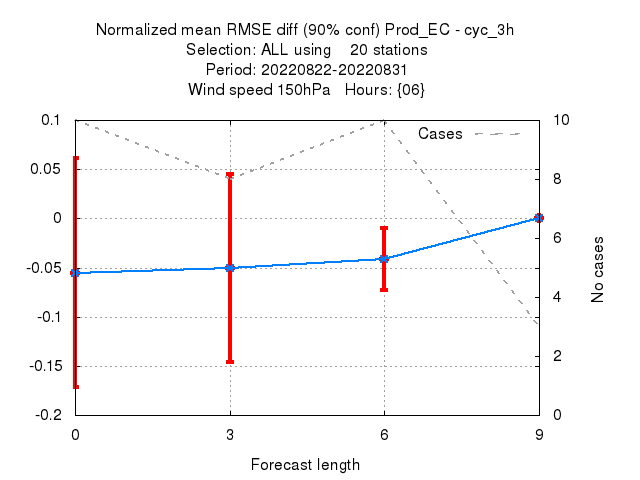 Normalized mean RMSE diff (90% conf) Prod_EC - cyc_3h
Selection: ALL using 20 stations
Period: 20220822-20220831
Wind speed 150hPa Hours: {06}
0.1
0.05
0
-0.05
-0.1
-0.15
-0.2
Cases
10
8
6
4
2
0
No cases
0 3 6 9
Forecast length